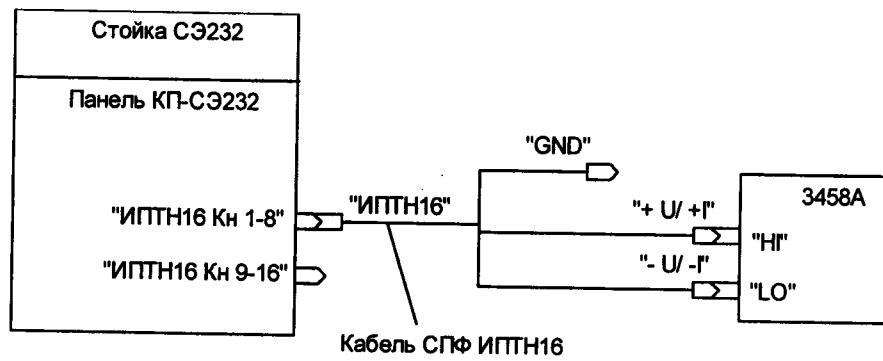 Стойка СЭ232
Панель КП-СЭ232
"GND"
3458А
"ИПТН16 Кн 1-8"
"ИПТН16"
"+ U/ +I"
"HI"
"ИПТН16 Кн 9-16"
"- U/ -I"
"LO"
Кабель СПФ ИПТН16